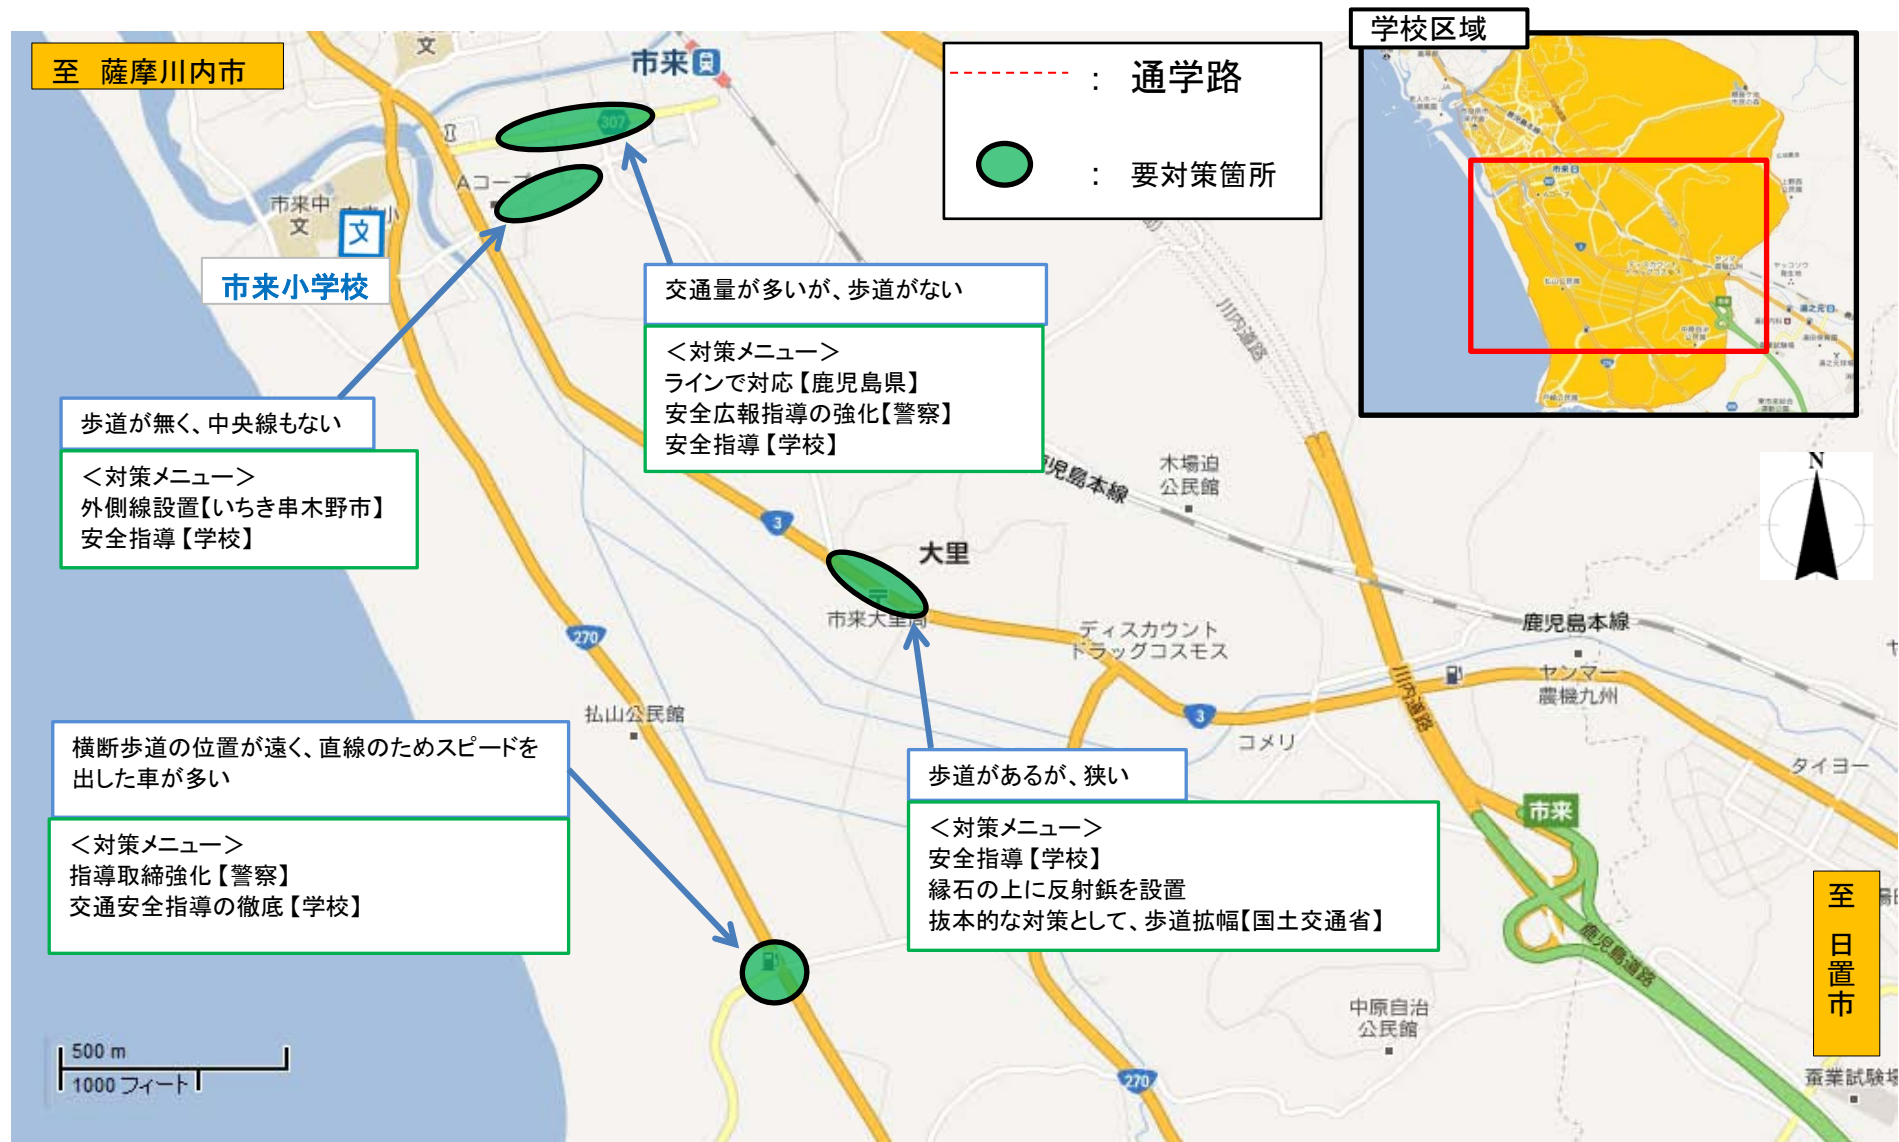 至 薩摩川内市
文
市来
学校区域
通学路
:
要対策箇所
:
307
Aコープ
市来中
文
文
市来小学校
交通量が多いが、歩道がない
<対策メニュー>
ラインで対応【鹿児島県】
安全広報指導の強化【警察】
安全指導【学校】
歩道が無く、中央線もない
<対策メニュー>
外側線設置【いちき串木野市】
安全指導【学校】
川内道路
鹿児島本線
木場迫
公民館
N
3
大里
市来大里局
ディスカウント
ドラッグコスモス
鹿児島本線
ヤンマー
農機九州
270
払山公民館
3
コメリ
川内道路
タイヨー
横断歩道の位置が遠く、直線のためスピードを
出した車が多い
<対策メニュー>
指導取締強化【警察】
交通安全指導の徹底【学校】
歩道があるが、狭い
<対策メニュー>
安全指導【学校】
縁石の上に反射鋲を設置
抜本的な対策として、歩道拡幅【国土交通省】
市来
至 日置市
鹿児島道路
中原自治
公民館
500 m
1000 フィート
270
蚕業試験場